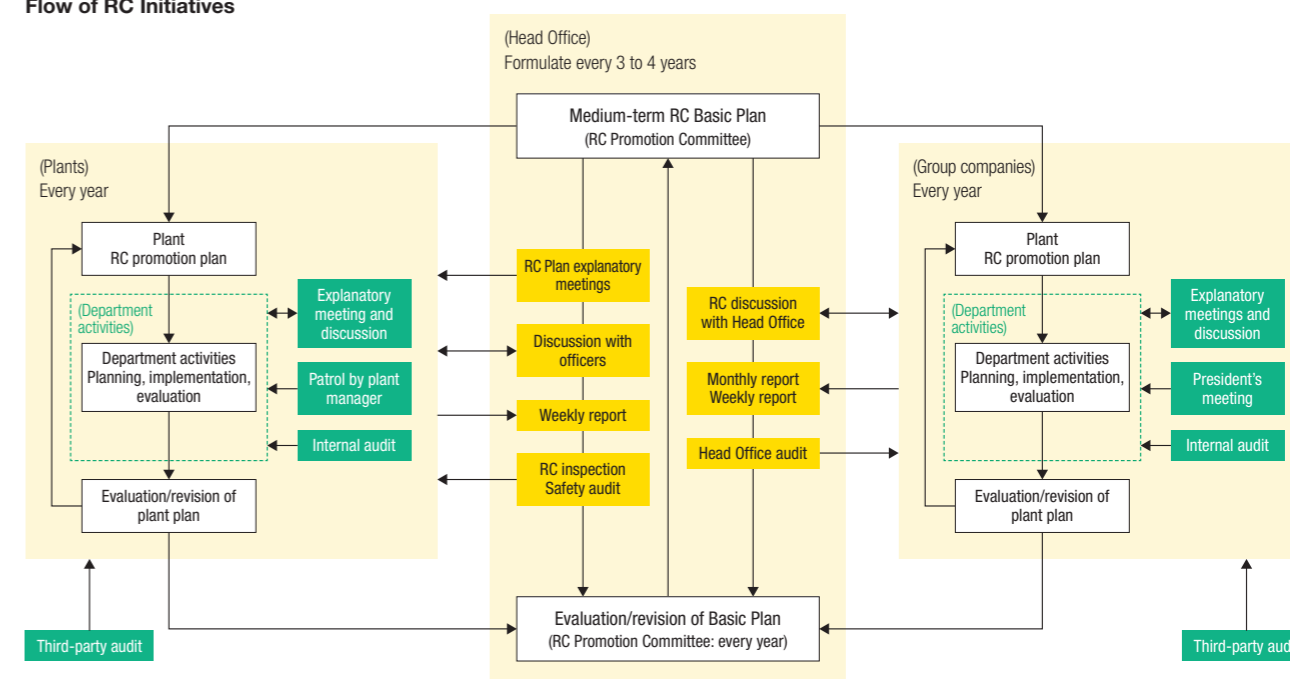 Flow of RC Initiatives
(Head Office)
Formulate every 3 to 4 years
Medium-term RC Basic Plan
(RC Promotion Committee)
(Plants)
Every year
Plant
RC promotion plan
(Department
activities)
Department activities
Planning, implementation,
evaluation
Explanatory
meeting and
discussion
Patrol by plant
manager
Internal audit
Evaluation/revision of
plant plan
Third-party audit
RC Plan explanatory
meetings
Discussion with
officers
Weekly report
RC inspection
Safety audit
RC discussion
with Head Office
Monthly report
Weekly report
Head Office audit
Evaluation/revision of Basic Plan
(RC Promotion Committee: every year)
(Group companies)
Every year
Plant
RC promotion plan
(Department
activities)
Department activities
Planning, implementation,
evaluation
Explanatory
meetings and
discussion
President's
meeting
Internal audit
Evaluation/revision of
plant plan
Third-party aud